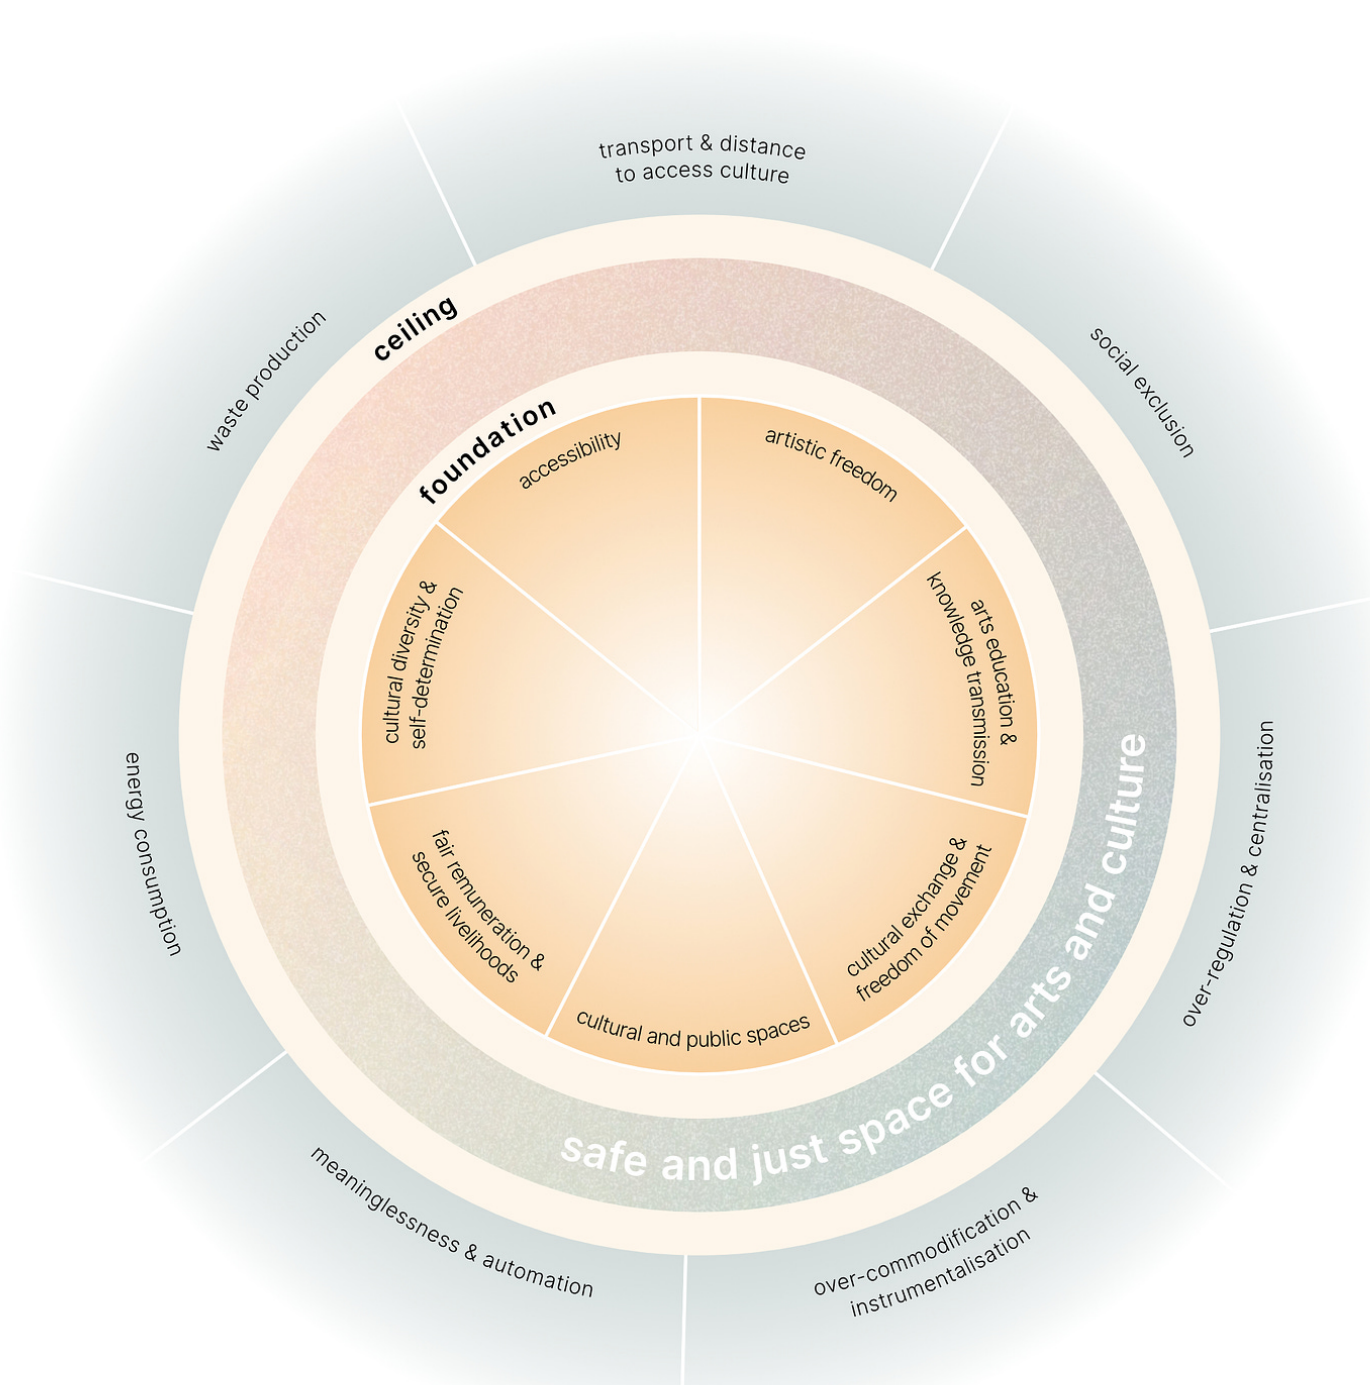 transport & distance
to access culture
social exclusion
over-regulation & centralisation
over-commodification &
instrumentalisation
meaninglessness & automation
energy consumption
waste production
ceiling
foundation
accessibility
artistic freedom
arts education &
knowledge transmission
cultural exchange &
freedom of movement
cultural and public spaces
fair remuneration &
secure livelihoods
cultural diversity &
self-determination
safe and just space for arts and culture